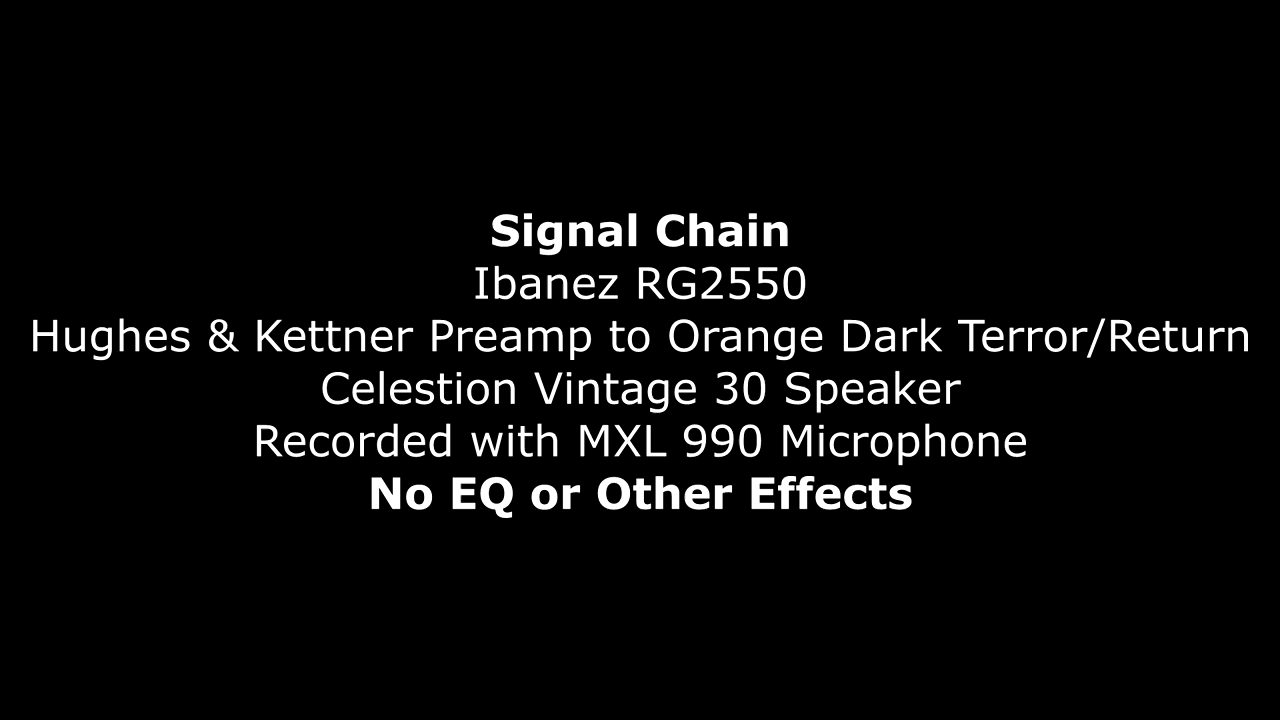 Signal Chain
Ibanez RG2550
Hughes & Kettner Preamp to Orange Dark Terror/Return
Celestion Vintage 30 Speaker
Recorded with MXL 990 Microphone
No EQ or Other Effects